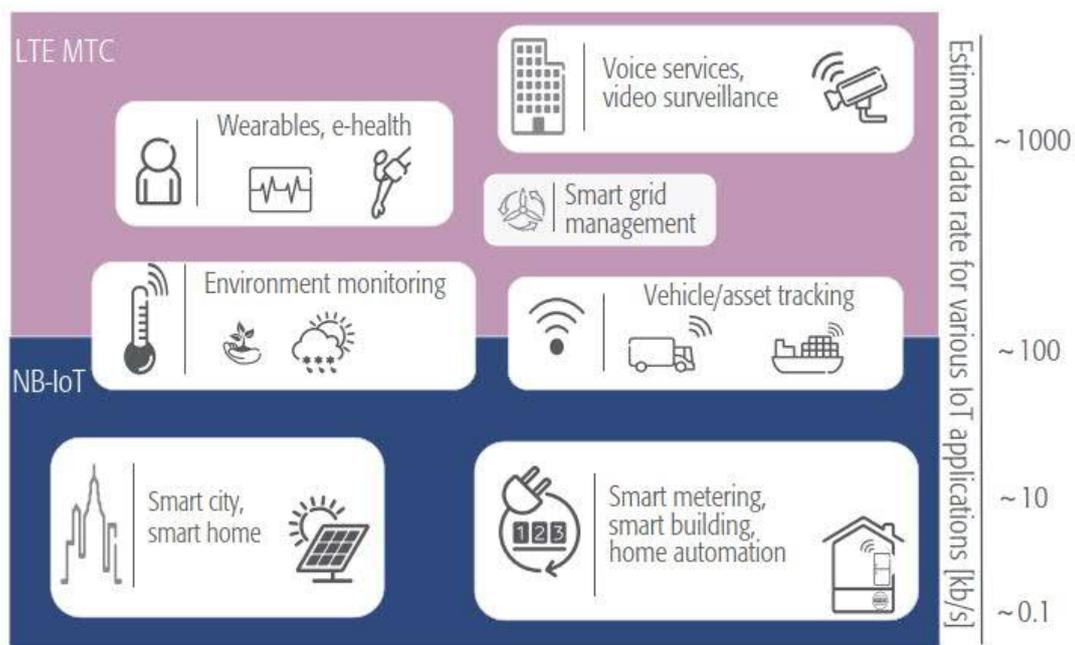 LTE MTC
Voice services,
video surveillance
Wearables, e-health
Smart grid
management
Environment monitoring
Vehicle/asset tracking
NB-IoT
Smart city,
smart home
123
Smart metering,
smart building,
home automation
Estimated data rate for various IoT applications [kb/s]
~ 1000
~ 100
~ 10
~ 0.1